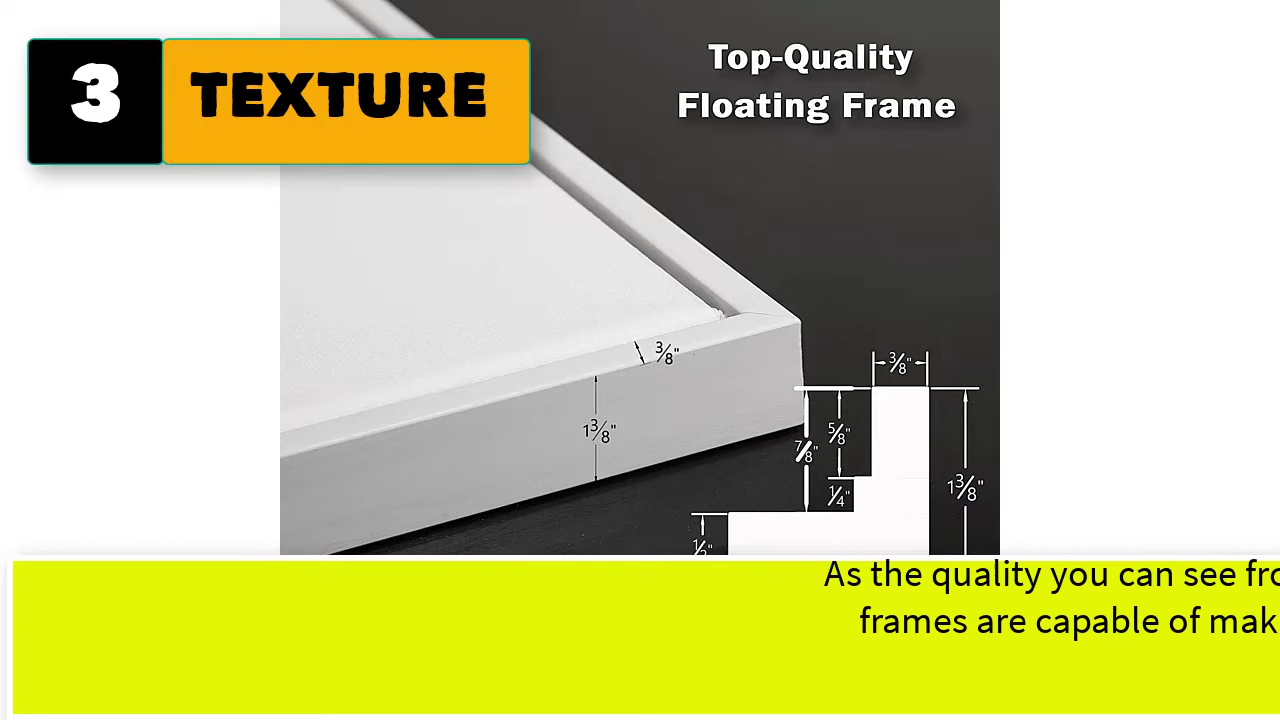 3 TEXTURE
Top-Quality
Floating Frame
3/8"
1 3/8"
3/8"
7/8"
5/8"
1/4"
1 3/8"
1/2"
As the quality you can see fro
frames are capable of mak